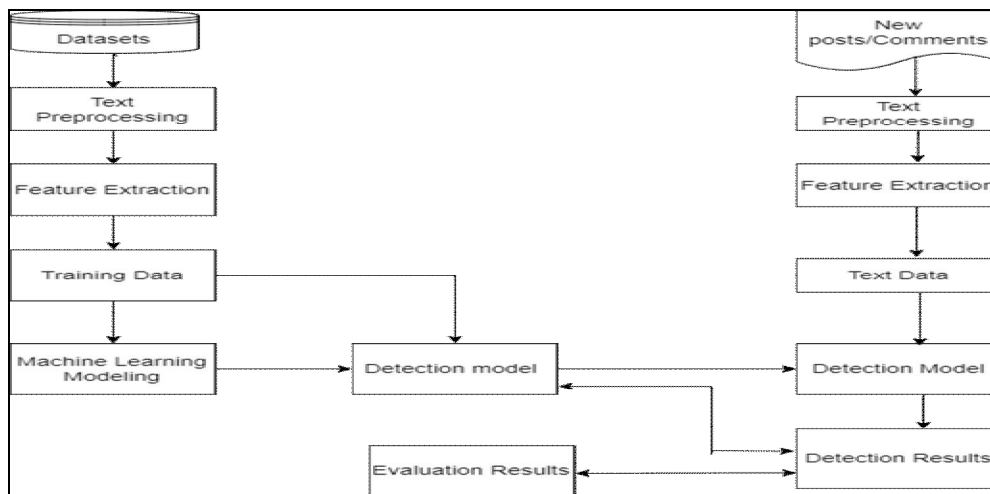 Datasets
Text
Preprocessing
Feature Extraction
Training Data
Machine Learning
Modeling
Detection model
Evaluation Results
New
posts/Comments
Text
Preprocessing
Feature Extraction
Text Data
Detection Model
Detection Results